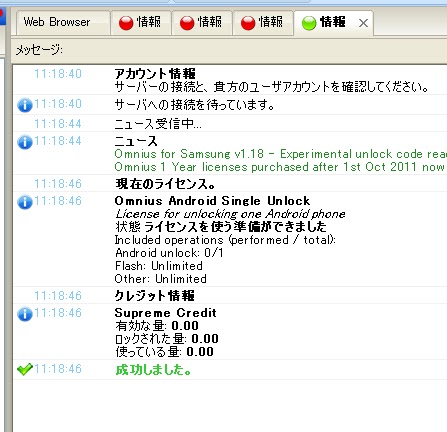 Web Browser 情報 情報 情報 情報
メッセージ:
11:18:40 アカウント情報
サーバーの接続と、貴方のユーザアカウントを確認してください。
11:18:40 サーバへの接続を待っています。
11:18:44 ニュース受信中...
11:18:44 ニュース
Omnius for Samsung v1.18 - Experimental unlock code rea
Omnius 1 Year licenses purchased after 1st Oct 2011 now
11:18:46 現在のライセンス。
11:18:46 Omnius Android Single Unlock
License for unlocking one Android phone
状態 ライセンスを使う準備ができました
Included operations (performed / total):
Android unlock: 0/1
Flash: Unlimited
Other: Unlimited
11:18:46 クレジット情報
11:18:46 Supreme Credit
有効な量: 0.00
ロックされた量: 0.00
使っている量: 0.00
11:18:46 成功しました。